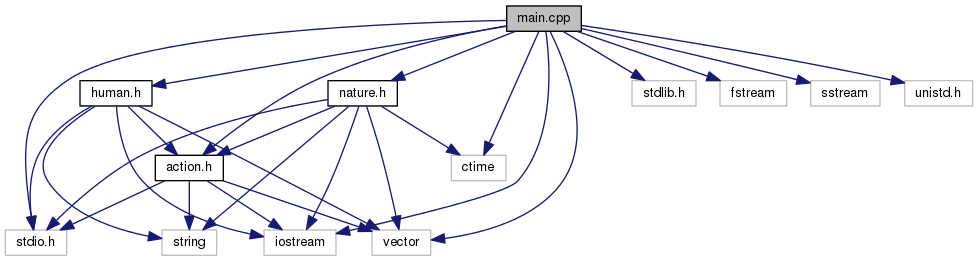 main.cpp
human.h
nature.h
stdlib.h
fstream
sstream
unistd.h
action.h
ctime
stdio.h
string
iostream
vector